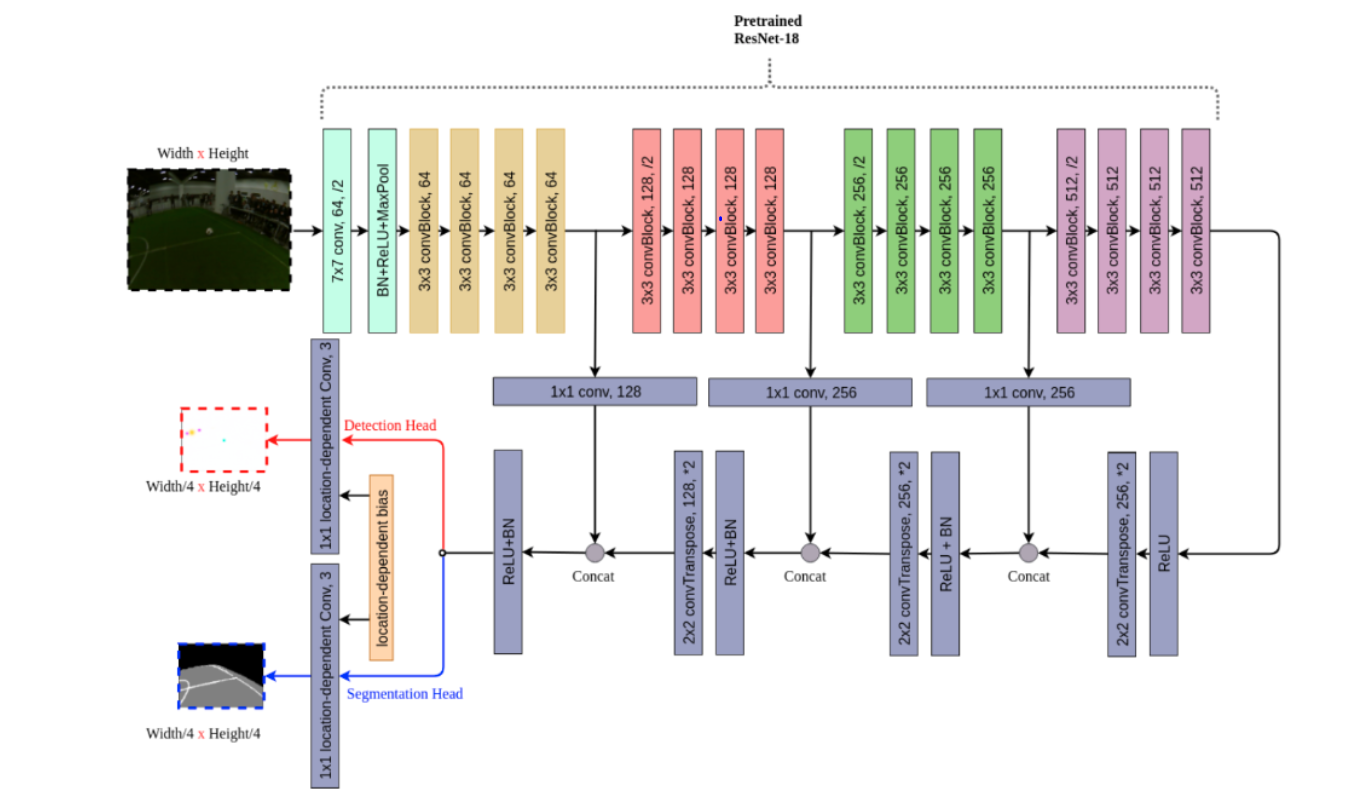 Pretrained
ResNet-18
Width x Height
7x7 conv, 64, /2
BN+ReLU+MaxPool
3x3 convBlock, 64
3x3 convBlock, 64
3x3 convBlock, 64
3x3 convBlock, 64
3x3 convBlock, 128, /2
3x3 convBlock, 128
3x3 convBlock, 128
3x3 convBlock, 128
3x3 convBlock, 256, /2
3x3 convBlock, 256
3x3 convBlock, 256
3x3 convBlock, 256
3x3 convBlock, 512, /2
3x3 convBlock, 512
3x3 convBlock, 512
3x3 convBlock, 512
1x1 conv, 128
1x1 conv, 256
1x1 conv, 256
1x1 location-dependent Conv, 3
Detection Head
Width/4 x Height/4
location-dependent bias
ReLU+BN
Concat
2x2 convTranspose, 128, *2
ReLU+BN
Concat
2x2 convTranspose, 256, *2
ReLU + BN
Concat
2x2 convTranspose, 256, *2
ReLU
1x1 location-dependent Conv, 3
Segmentation Head
Width/4 x Height/4